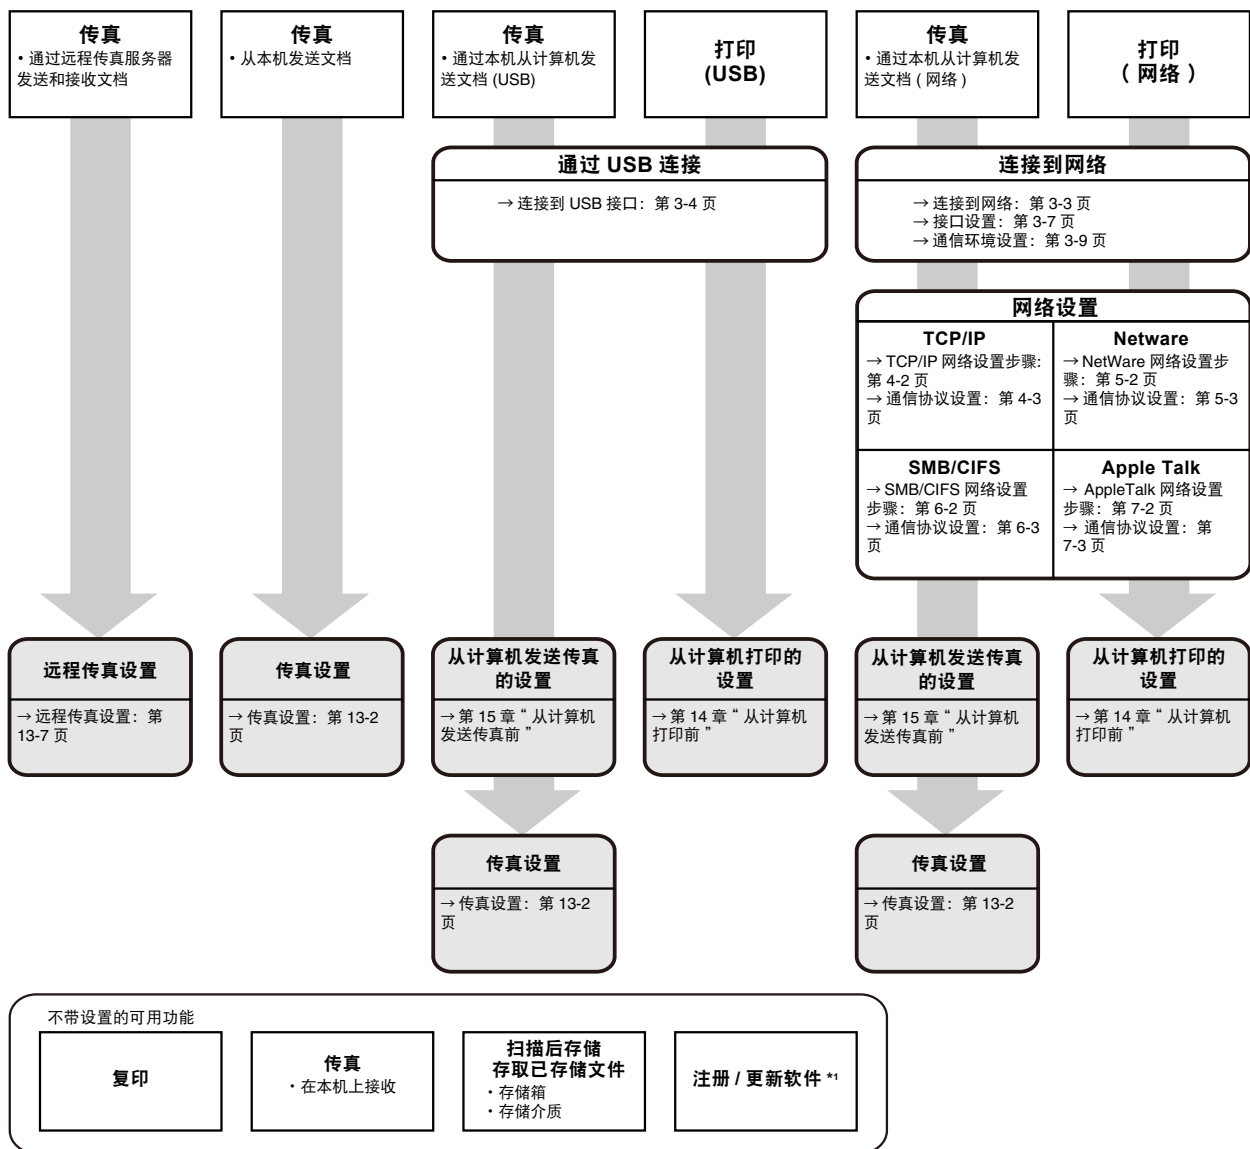 传真
• 通过远程传真服务器
发送和接收文档
传真
• 从本机发送文档
传真
• 通过本机从计算机发
送文档 (USB)
打印
(USB)
传真
• 通过本机从计算机发
送文档 ( 网络 )
打印
( 网络 )
通过 USB 连接
→ 连接到 USB 接口：第 3-4 页
连接到网络
→ 连接到网络：第 3-3 页
→ 接口设置：第 3-7 页
→ 通信环境设置：第 3-9 页
网络设置
TCP/IP
→ TCP/IP 网络设置步骤:
第 4-2 页
→ 通信协议设置：第 4-3
页
Netware
→ NetWare 网络设置步
骤：第 5-2 页
→ 通信协议设置：第 5-3
页
SMB/CIFS
→ SMB/CIFS 网络设置
步骤：第 6-2 页
→ 通信协议设置：第 6-3
页
Apple Talk
→ AppleTalk 网络设置
步骤：第 7-2 页
→ 通信协议设置：第
7-3 页
远程传真设置
→ 远程传真设置：第
13-7 页
传真设置
→ 传真设置：第 13-2
页
从计算机发送传真
的设置
→ 第 15 章 “ 从计算机
发送传真前 ”
从计算机打印的
设置
→ 第 14 章 “ 从计算机
打印前 ”
从计算机发送传真
的设置
→ 第 15 章 “ 从计算机
发送传真前 ”
从计算机打印的
设置
→ 第 14 章 “ 从计算机
打印前 ”
传真设置
→ 传真设置：第 13-2
页
传真设置
→ 传真设置：第 13-2
页
不带设置的可用功能
复印
传真
• 在本机上接收
扫描后存储
存取已存储文件
• 存储箱
• 存储介质
注册 / 更新软件 *1